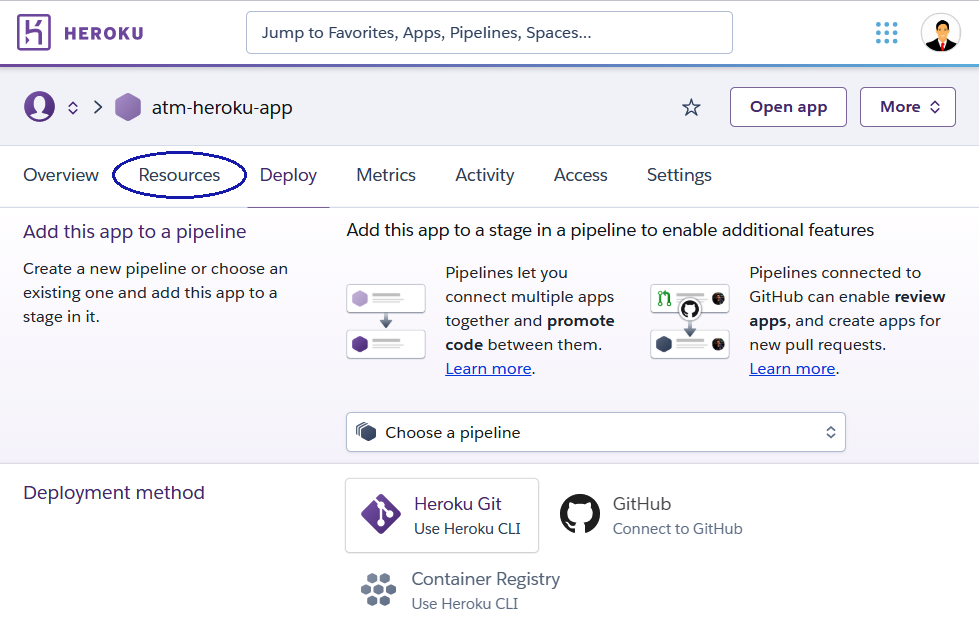 HEROKU
Jump to Favorites, Apps, Pipelines, Spaces...
atm-heroku-app
Open app
More
Overview
Resources
Deploy
Metrics
Activity
Access
Settings
Add this app to a pipeline
Create a new pipeline or choose an
existing one and add this app to a
stage in it.
Add this app to a stage in a pipeline to enable additional features
Pipelines let you
connect multiple apps
together and promote
code between them.
Learn more.
Pipelines connected to
GitHub can enable review
apps, and create apps for
new pull requests.
Learn more.
Choose a pipeline
Deployment method
Heroku Git
Use Heroku CLI
GitHub
Connect to GitHub
Container Registry
Use Heroku CLI